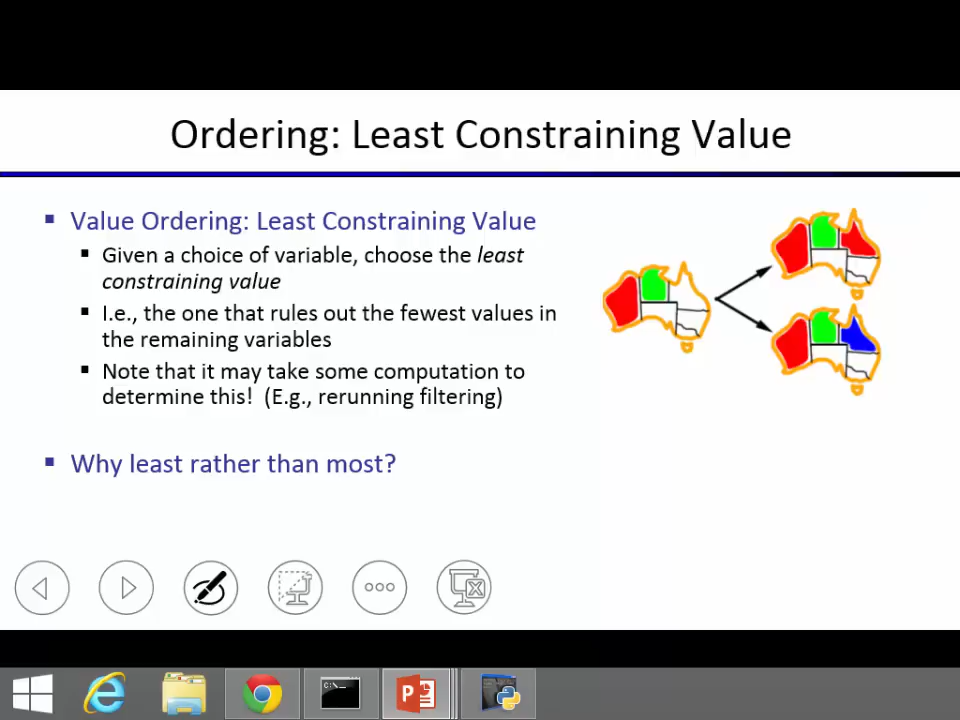 Ordering: Least Constraining Value
Value Ordering: Least Constraining Value
Given a choice of variable, choose the least
constraining value
I.e., the one that rules out the fewest values in
the remaining variables
Note that it may take some computation to
determine this! (E.g., rerunning filtering)
Why least rather than most?